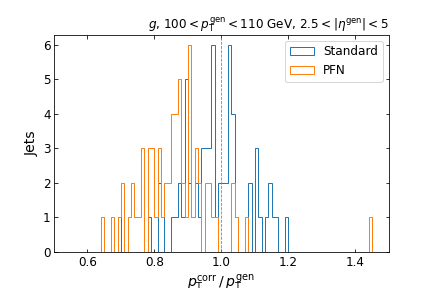 g, 100 < p_T^gen < 110 GeV, 2.5 < |η^gen| < 5
Standard
PFN
Jets
6
5
4
3
2
1
0
0.6 0.8 1.0 1.2 1.4
p_T^corr / p_T^gen